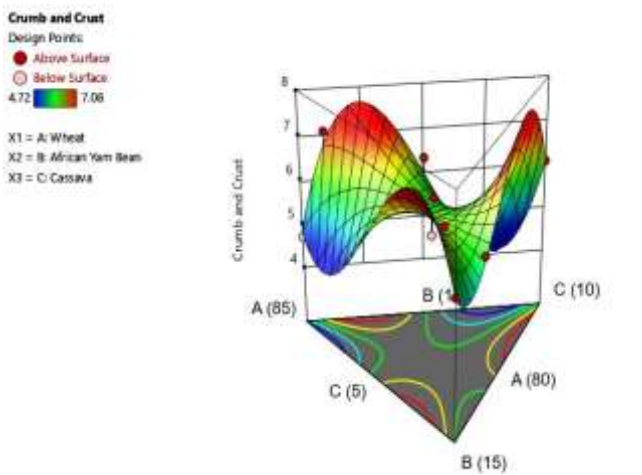 Crumb and Crust
Design Points:
Above Surface
Below Surface
4.72 7.08
X1 = A: Wheat
X2 = B: African Yam Bean
X3 = C: Cassava
8
7
6
5
4
Crumb and Crust
B (1
A (85)
C (10)
C (5)
A (80)
B (15)